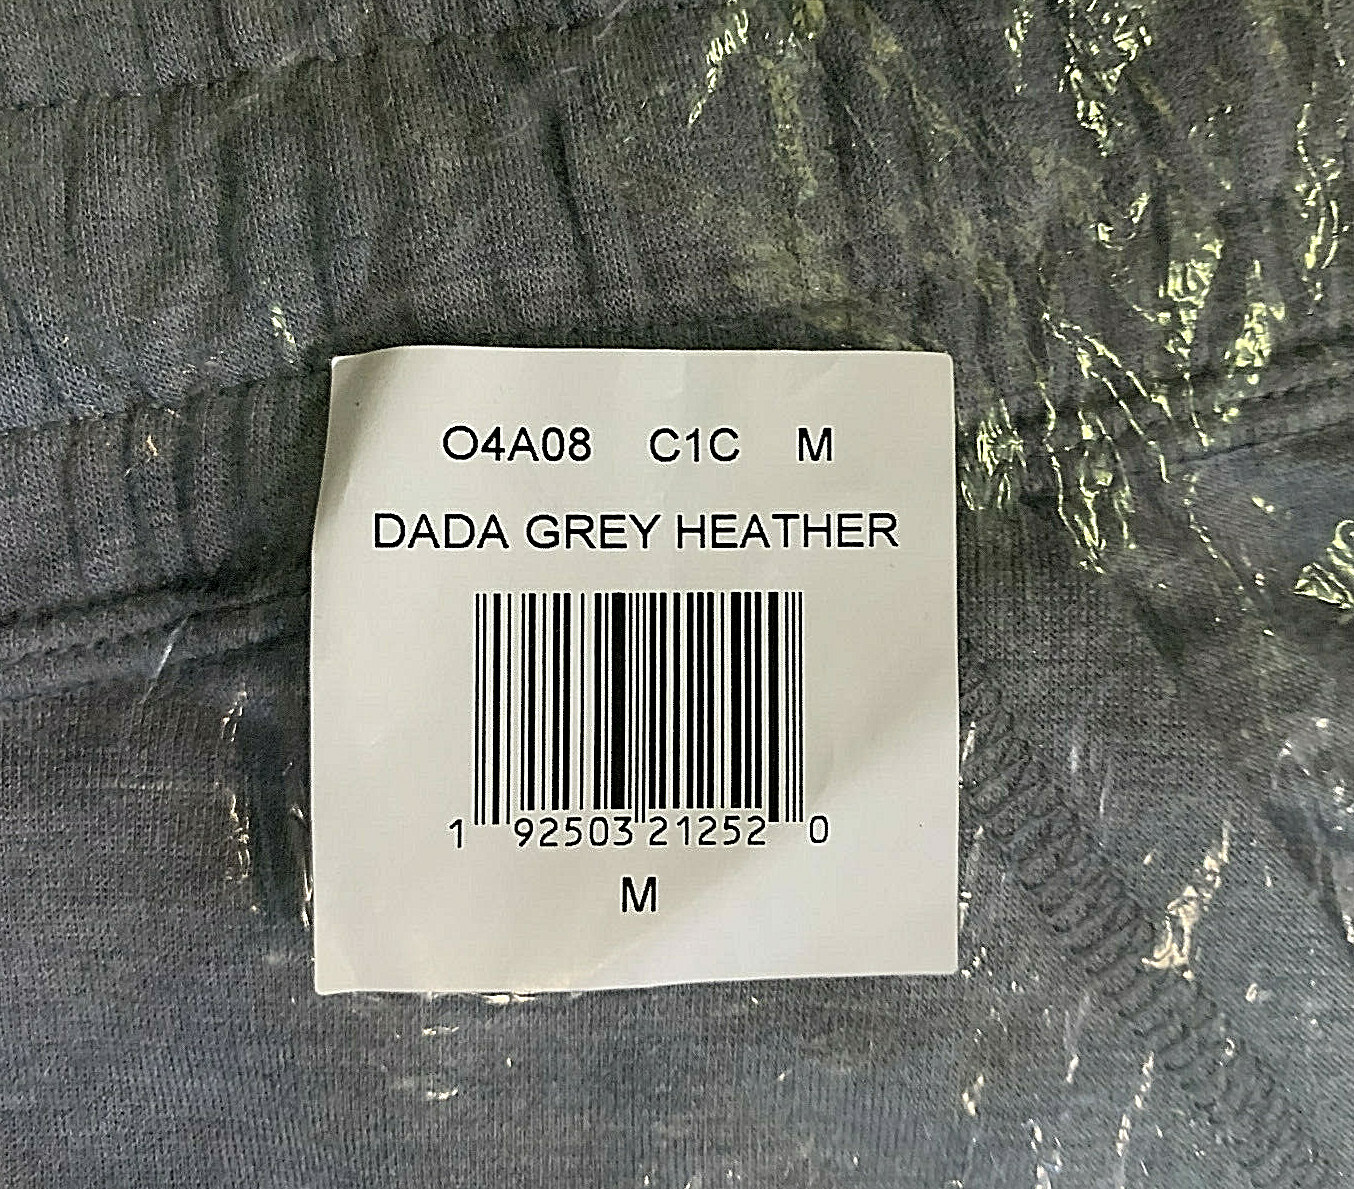 O4A08 C1C M
DADA GREY HEATHER
1 92503 21252 0
M